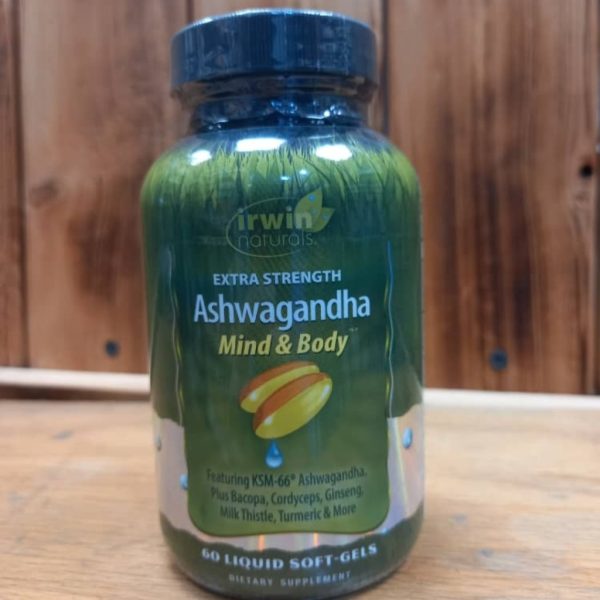 irwin
naturals®
EXTRA STRENGTH
Ashwagandha
Mind & Body™
Featuring KSM-66® Ashwagandha,
Plus Bacopa, Cordyceps, Ginseng,
Milk Thistle, Turmeric & More
60 LIQUID SOFT-GELS
DIETARY SUPPLEMENT